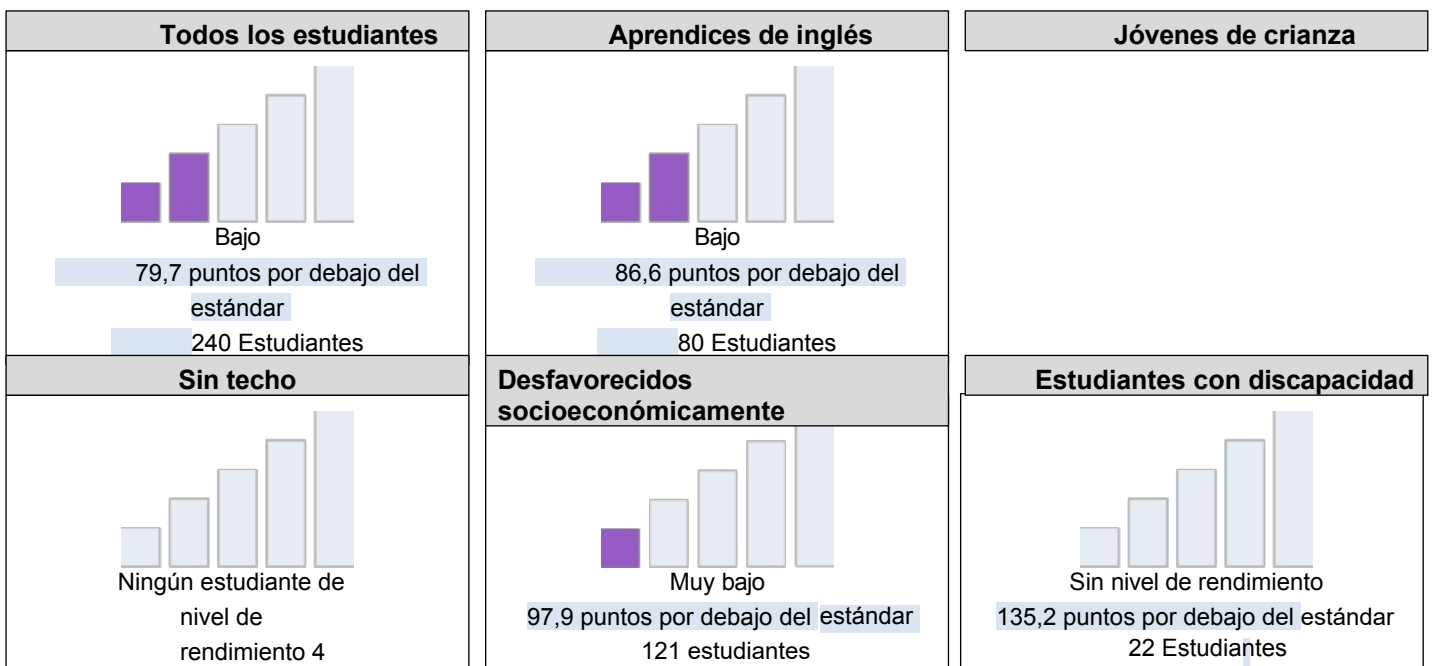 Todos los estudiantes
Bajo
79,7 puntos por debajo del
estándar
240 Estudiantes
Aprendices de inglés
Bajo
86,6 puntos por debajo del
estándar
80 Estudiantes
Jóvenes de crianza
Sin techo
Ningún estudiante de
nivel de
rendimiento 4
Desfavorecidos
socioeconómicamente
Muy bajo
97,9 puntos por debajo del estándar
121 estudiantes
Estudiantes con discapacidad
Sin nivel de rendimiento
135,2 puntos por debajo del estándar
22 Estudiantes